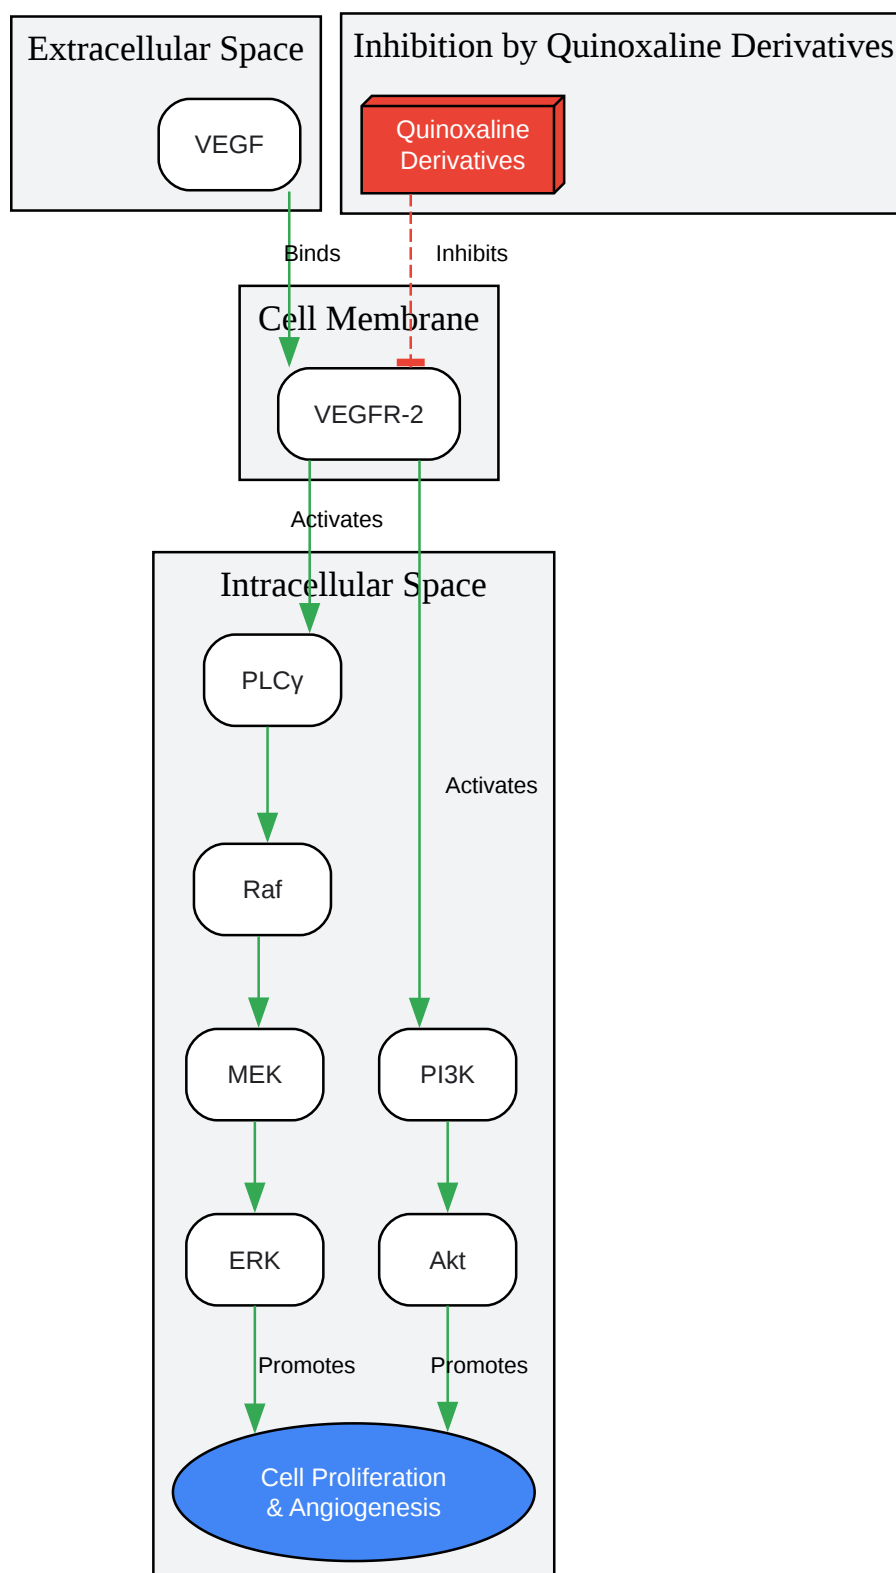 Extracellular Space
Inhibition by Quinoxaline Derivatives
VEGF
Quinoxaline
Derivatives
Binds
Inhibits
Cell Membrane
VEGFR-2
Activates
Intracellular Space
PLCγ
Activates
Raf
MEK
PI3K
ERK
Akt
Promotes
Promotes
Cell Proliferation
& Angiogenesis